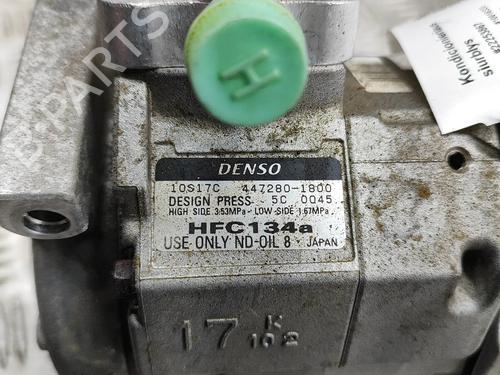 H
Kondicionieriaus
siurblys
42225867
B-PARTS
DENSO
10S17C 447280-1800
DESIGN PRESS - 5C 0045
HIGH SIDE 3.53MPa - LOW SIDE 1.67MPa
HFC134a
USE ONLY ND-OIL 8 JAPAN
17 K
10 2